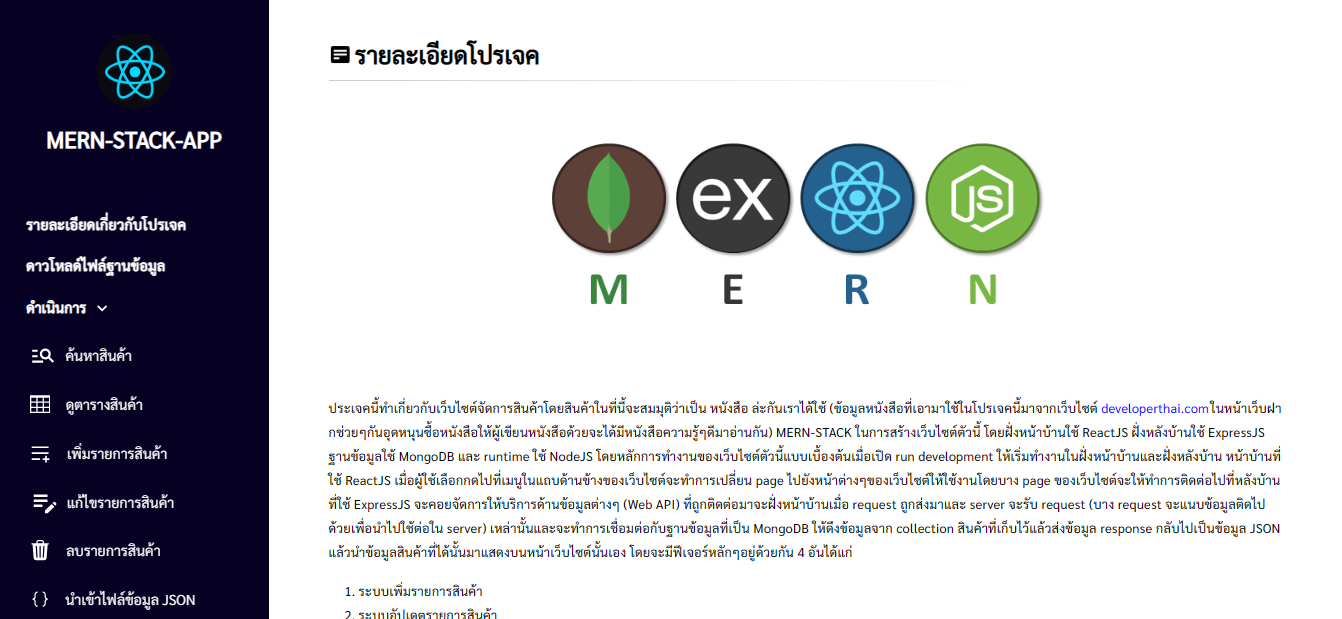 MERN-STACK-APP
รายละเอียดเกี่ยวกับโปรเจค
ดาวโหลดไฟล์ฐานข้อมูล
ดำเนินการ
ค้นหาสินค้า
ดูตารางสินค้า
เพิ่มรายการสินค้า
แก้ไขรายการสินค้า
ลบรายการสินค้า
{ } นำเข้าไฟล์ข้อมูล JSON
รายละเอียดโปรเจค
ex JS
M E R N
ประเจคนี้ทำเกี่ยวกับเว็บไซต์จัดการสินค้าโดยสินค้าในที่นี้จะสมมุติว่าเป็น หนังสือ ล่ะกันเราได้ใช้ (ข้อมูลหนังสือที่เอามาใช้ในโปรเจคนี้มาจากเว็บไซต์ developerthai.com ในหน้าเว็บฝา
กช่วยๆกันอุดหนุนซื้อหนังสือให้ผู้เขียนหนังสือด้วยจะได้มีหนังสือความรู้ๆดีมาอ่านกัน) MERN-STACK ในการสร้างเว็บไซต์ตัวนี้ โดยฝั่งหน้าบ้านใช้ ReactJS ฝั่งหลังบ้านใช้ ExpressJS
ฐานข้อมูลใช้ MongoDB และ runtime ใช้ NodeJS โดยหลักการทำงานของเว็บไซต์ตัวนี้แบบเบื้องต้นเมื่อเปิด run development ให้เริ่มทำงานในฝั่งหน้าบ้านและฝั่งหลังบ้าน หน้าบ้านที่
ใช้ ReactJS เมื่อผู้ใช้เลือกกดไปที่เมนูในแถบด้านข้างของเว็บไซต์จะทำการเปลี่ยน page ไปยังหน้าต่างๆของเว็บไซต์ให้ใช้งานโดยบาง page ของเว็บไซต์จะให้ทำการติดต่อไปที่หลังบ้าน
ที่ใช้ ExpressJS จะคอยจัดการให้บริการด้านข้อมูลต่างๆ (Web API) ที่ถูกติดต่อมาจะฝั่งหน้าบ้านเมื่อ request ถูกส่งมาและ server จะรับ request (บาง request จะแนบข้อมูลติดไป
ด้วยเพื่อนำไปใช้ต่อใน server) เหล่านั้นและจะทำการเชื่อมต่อกับฐานข้อมูลที่เป็น MongoDB ให้ดึงข้อมูลจาก collection สินค้าที่เก็บไว้แล้วส่งข้อมูล response กลับไปเป็นข้อมูล JSON
แล้วนำข้อมูลสินค้าที่ได้นั้นมาแสดงบนหน้าเว็บไซต์นั้นเอง โดยจะมีฟีเจอร์หลักๆอยู่ด้วยกัน 4 อันได้แก่
1. ระบบเพิ่มรายการสินค้า
2. ระบบอัปเดตรายการสินค้า